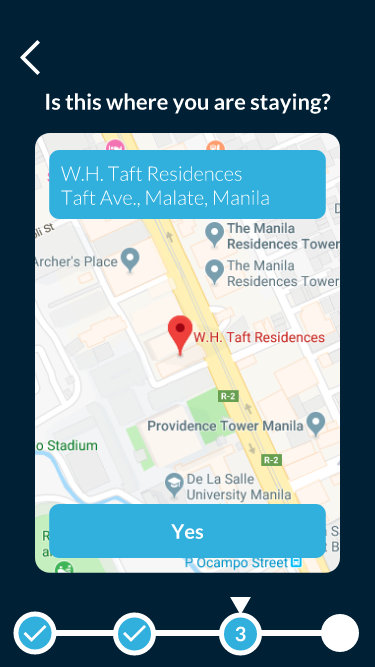 Is this where you are staying?
W.H. Taft Residences
Taft Ave., Malate, Manila
The Manila
Residences Tower
Archer's Place
The Manila
Residences Tower
W.H. Taft Residences
R-2
Providence Tower Manila
R-2
o Stadium
De La Salle
University Manila
Yes
P. Ocampo Street
3